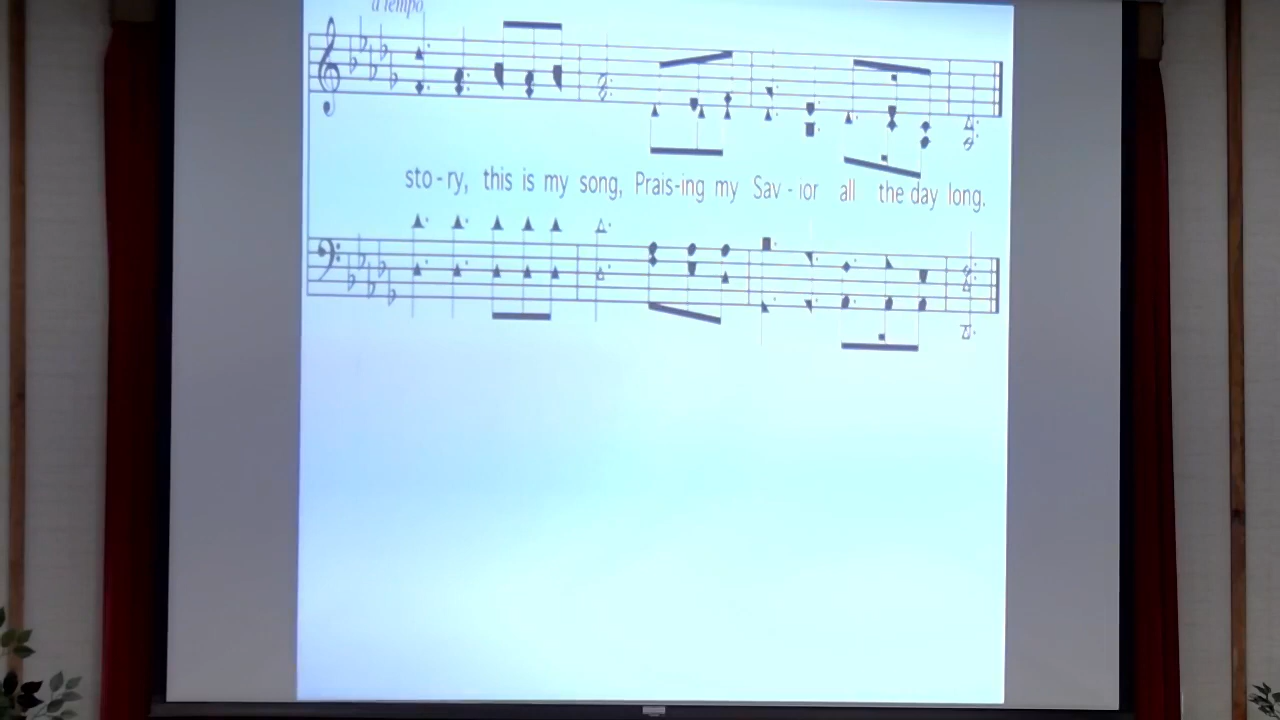 a tempo
sto - ry, this is my song, Prais-ing my Sav - ior all the day long.